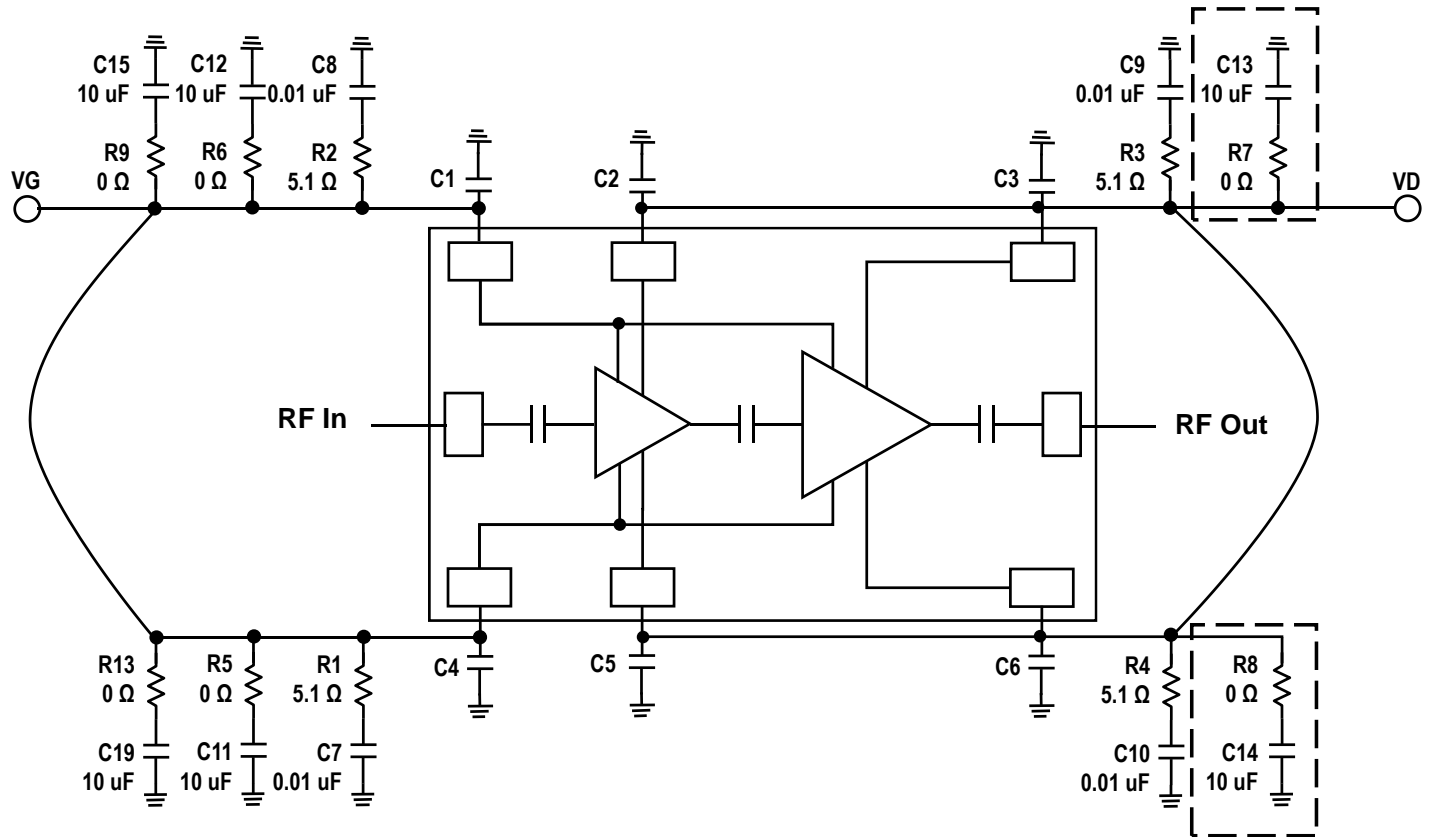 C15
10 uF
C12
10 uF
C8
0.01 uF
C9
0.01 uF
C13
10 uF
R9
0 Ω
R6
0 Ω
R2
5.1 Ω
C1
C2
C3
R3
5.1 Ω
R7
0 Ω
VG
VD
RF In
RF Out
R13
0 Ω
R5
0 Ω
R1
5.1 Ω
C4
C5
C6
R4
5.1 Ω
R8
0 Ω
C19
10 uF
C11
10 uF
C7
0.01 uF
C10
0.01 uF
C14
10 uF